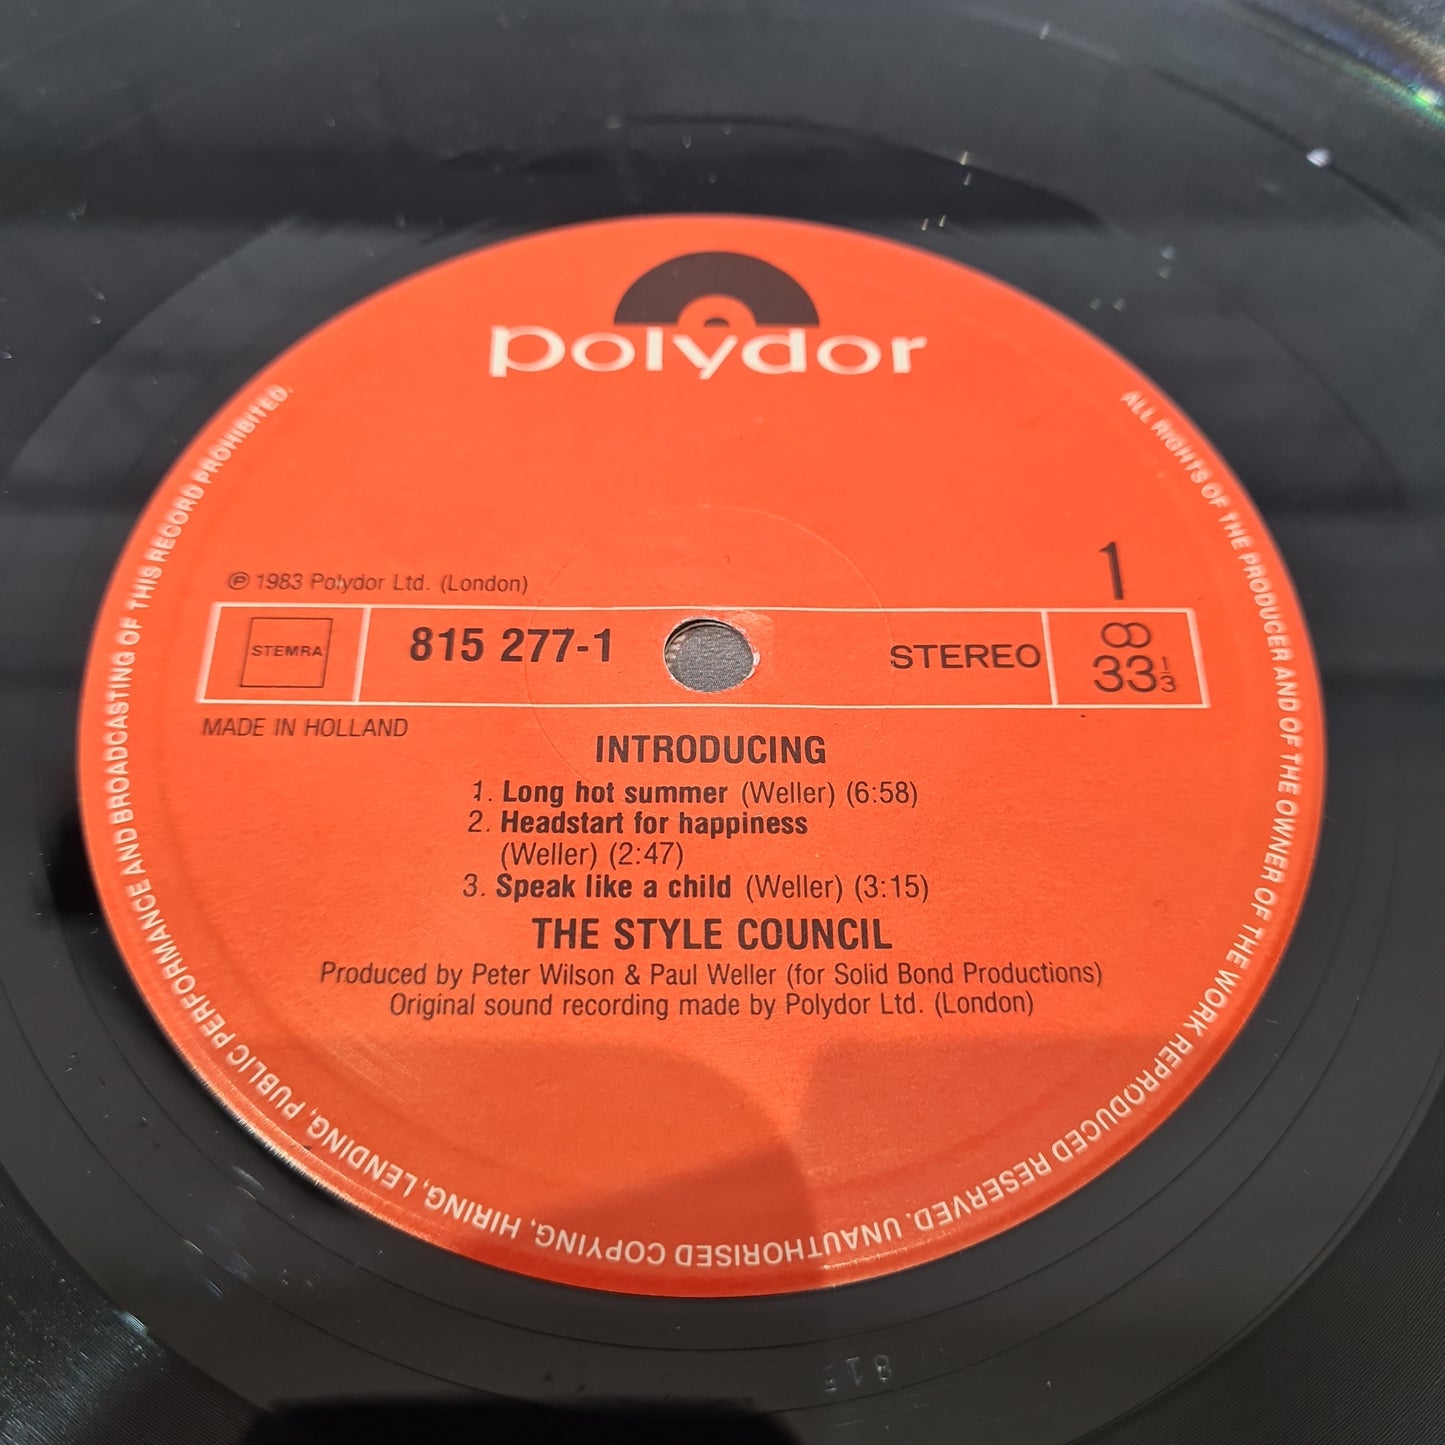 polydor
℗ 1983 Polydor Ltd. (London)
1
STEMRA
815 277-1
STEREO
33 1/3
MADE IN HOLLAND
INTRODUCING
1. Long hot summer (Weller) (6:58)
2. Headstart for happiness
(Weller) (2:47)
3. Speak like a child (Weller) (3:15)
THE STYLE COUNCIL
Produced by Peter Wilson & Paul Weller (for Solid Bond Productions)
Original sound recording made by Polydor Ltd. (London)
ALL RIGHTS OF THE PRODUCER AND OF THE OWNER OF THE WORK REPRODUCED RESERVED. UNAUTHORISED COPYING, HIRING, LENDING, PUBLIC PERFORMANCE AND BROADCASTING OF THIS RECORD PROHIBITED.